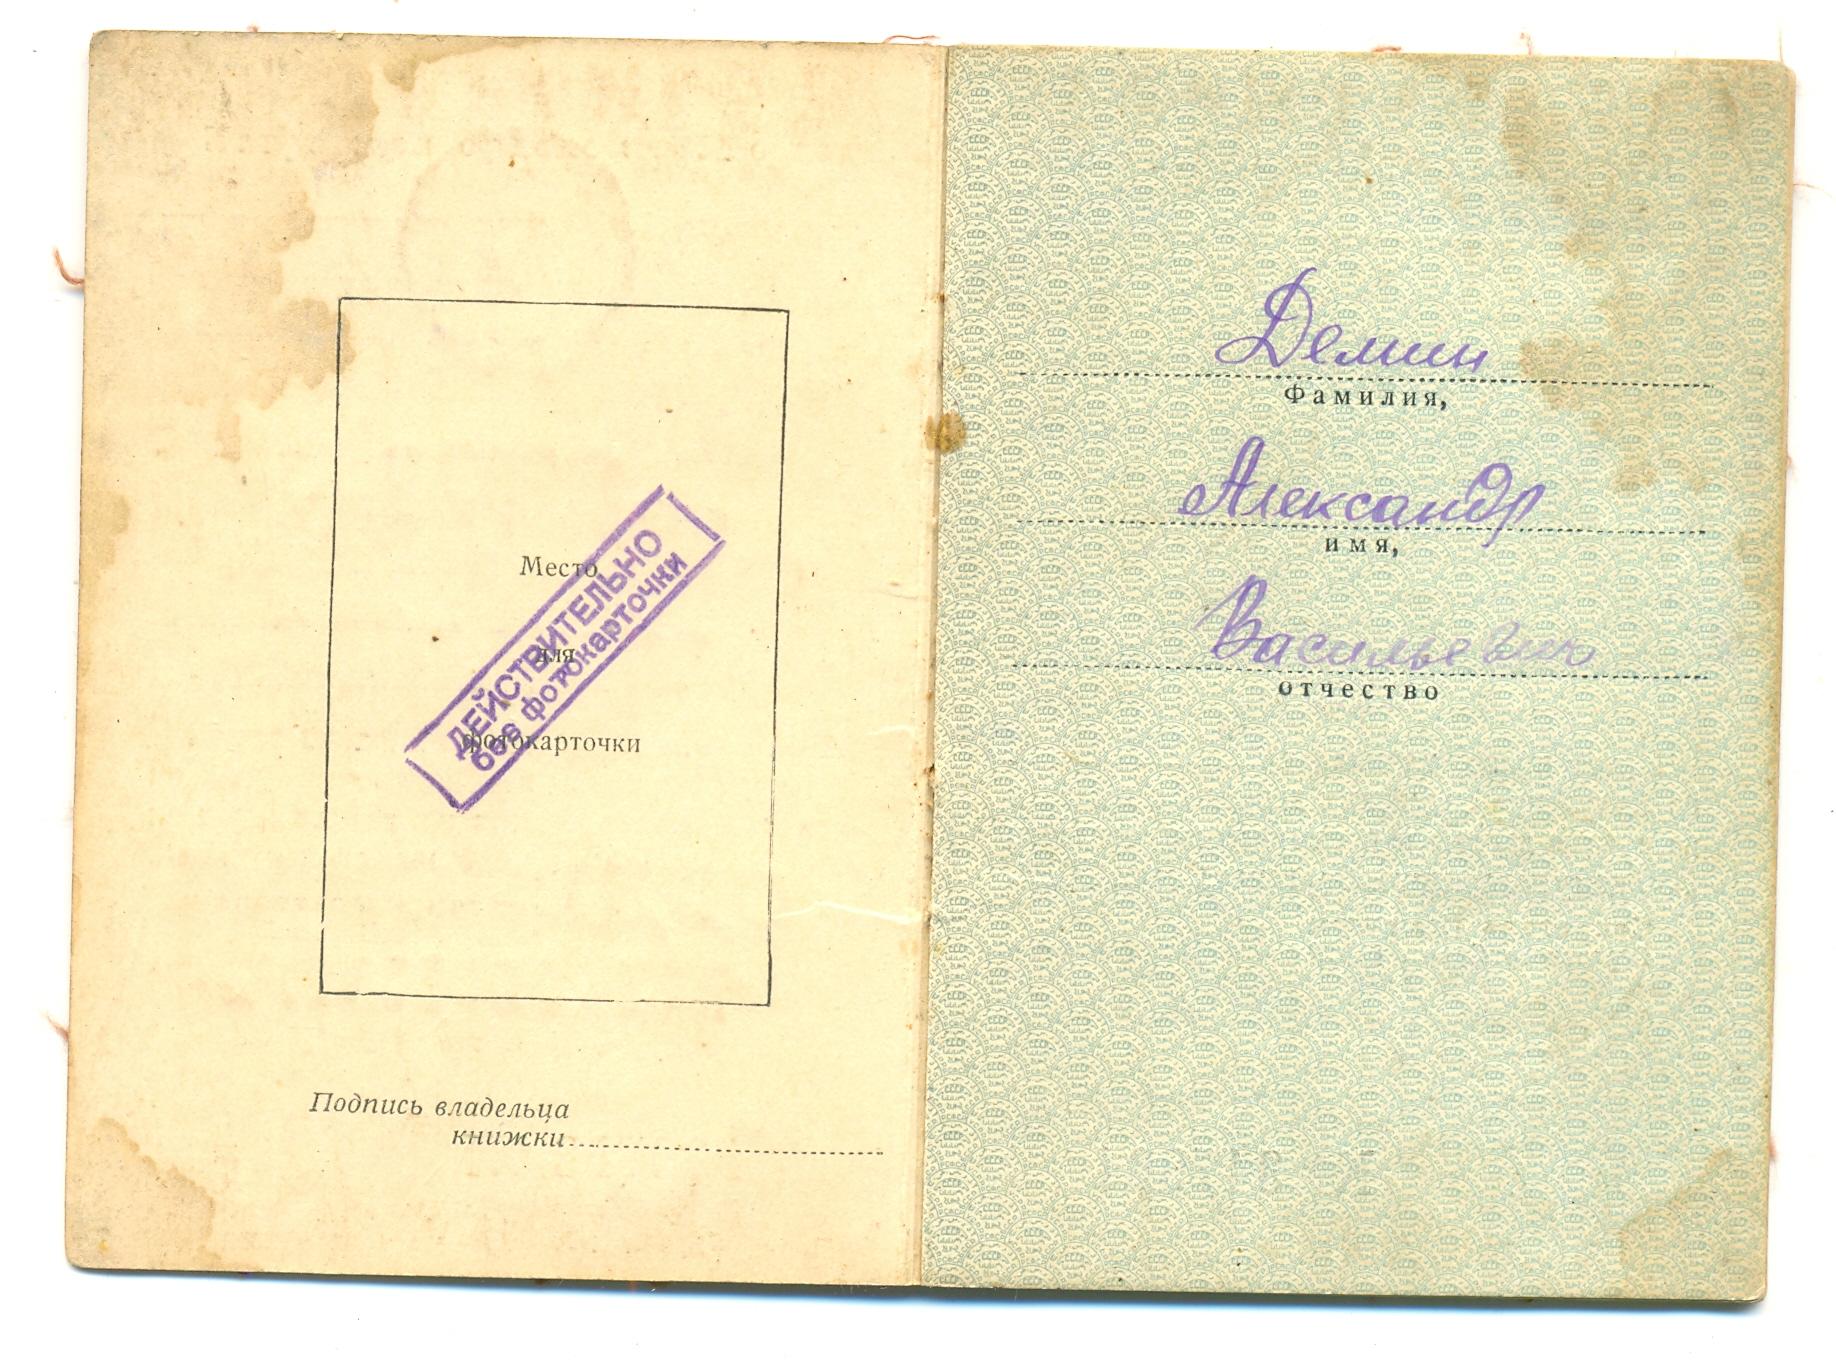 Место
для
фотокарточки
ДЕЙСТВИТЕЛЬНО
без фотокарточки
Подпись владельца
книжки
Демин
Фамилия,
Александр
имя,
Васильевич
отчество